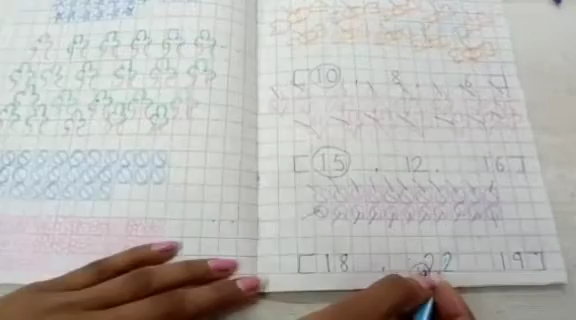 [ 10 . 8 . 6 ]
[ 15 . 12 . 16 ]
[ 18 . 22 19 ]